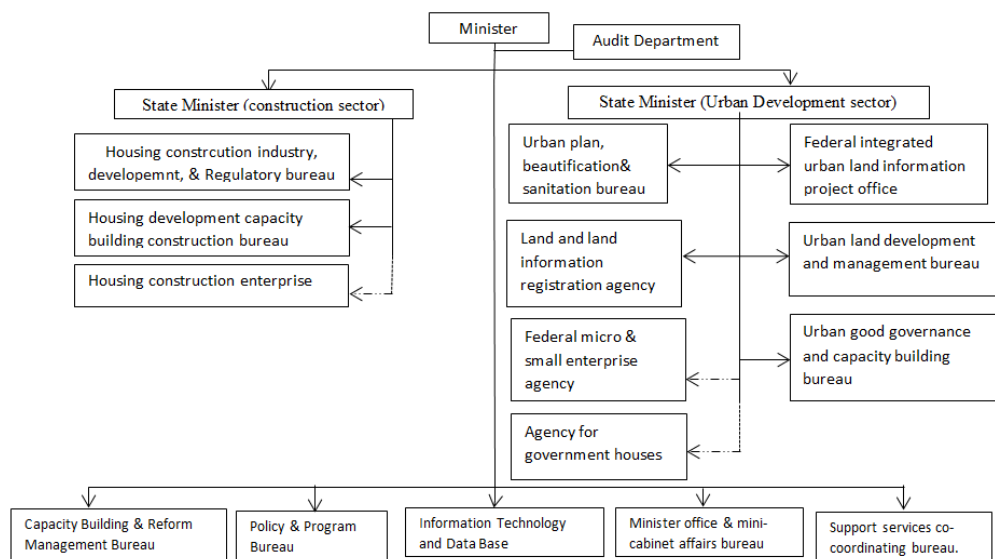 Minister
Audit Department
State Minister (construction sector)
State Minister (Urban Development sector)
Housing constrcution industry,
developemnt, & Regulatory bureau
Housing development capacity
building construction bureau
Housing construction enterprise
Urban plan,
beautification&
sanitation bureau
Federal integrated
urban land information
project office
Land and land
information
registration agency
Urban land development
and management bureau
Federal micro &
small enterprise
agency
Urban good governance
and capacity building
bureau
Agency for
government houses
Capacity Building & Reform
Management Bureau
Policy & Program
Bureau
Information Technology
and Data Base
Minister office & mini-
cabinet affairs bureau
Support services co-
coordinating bureau.